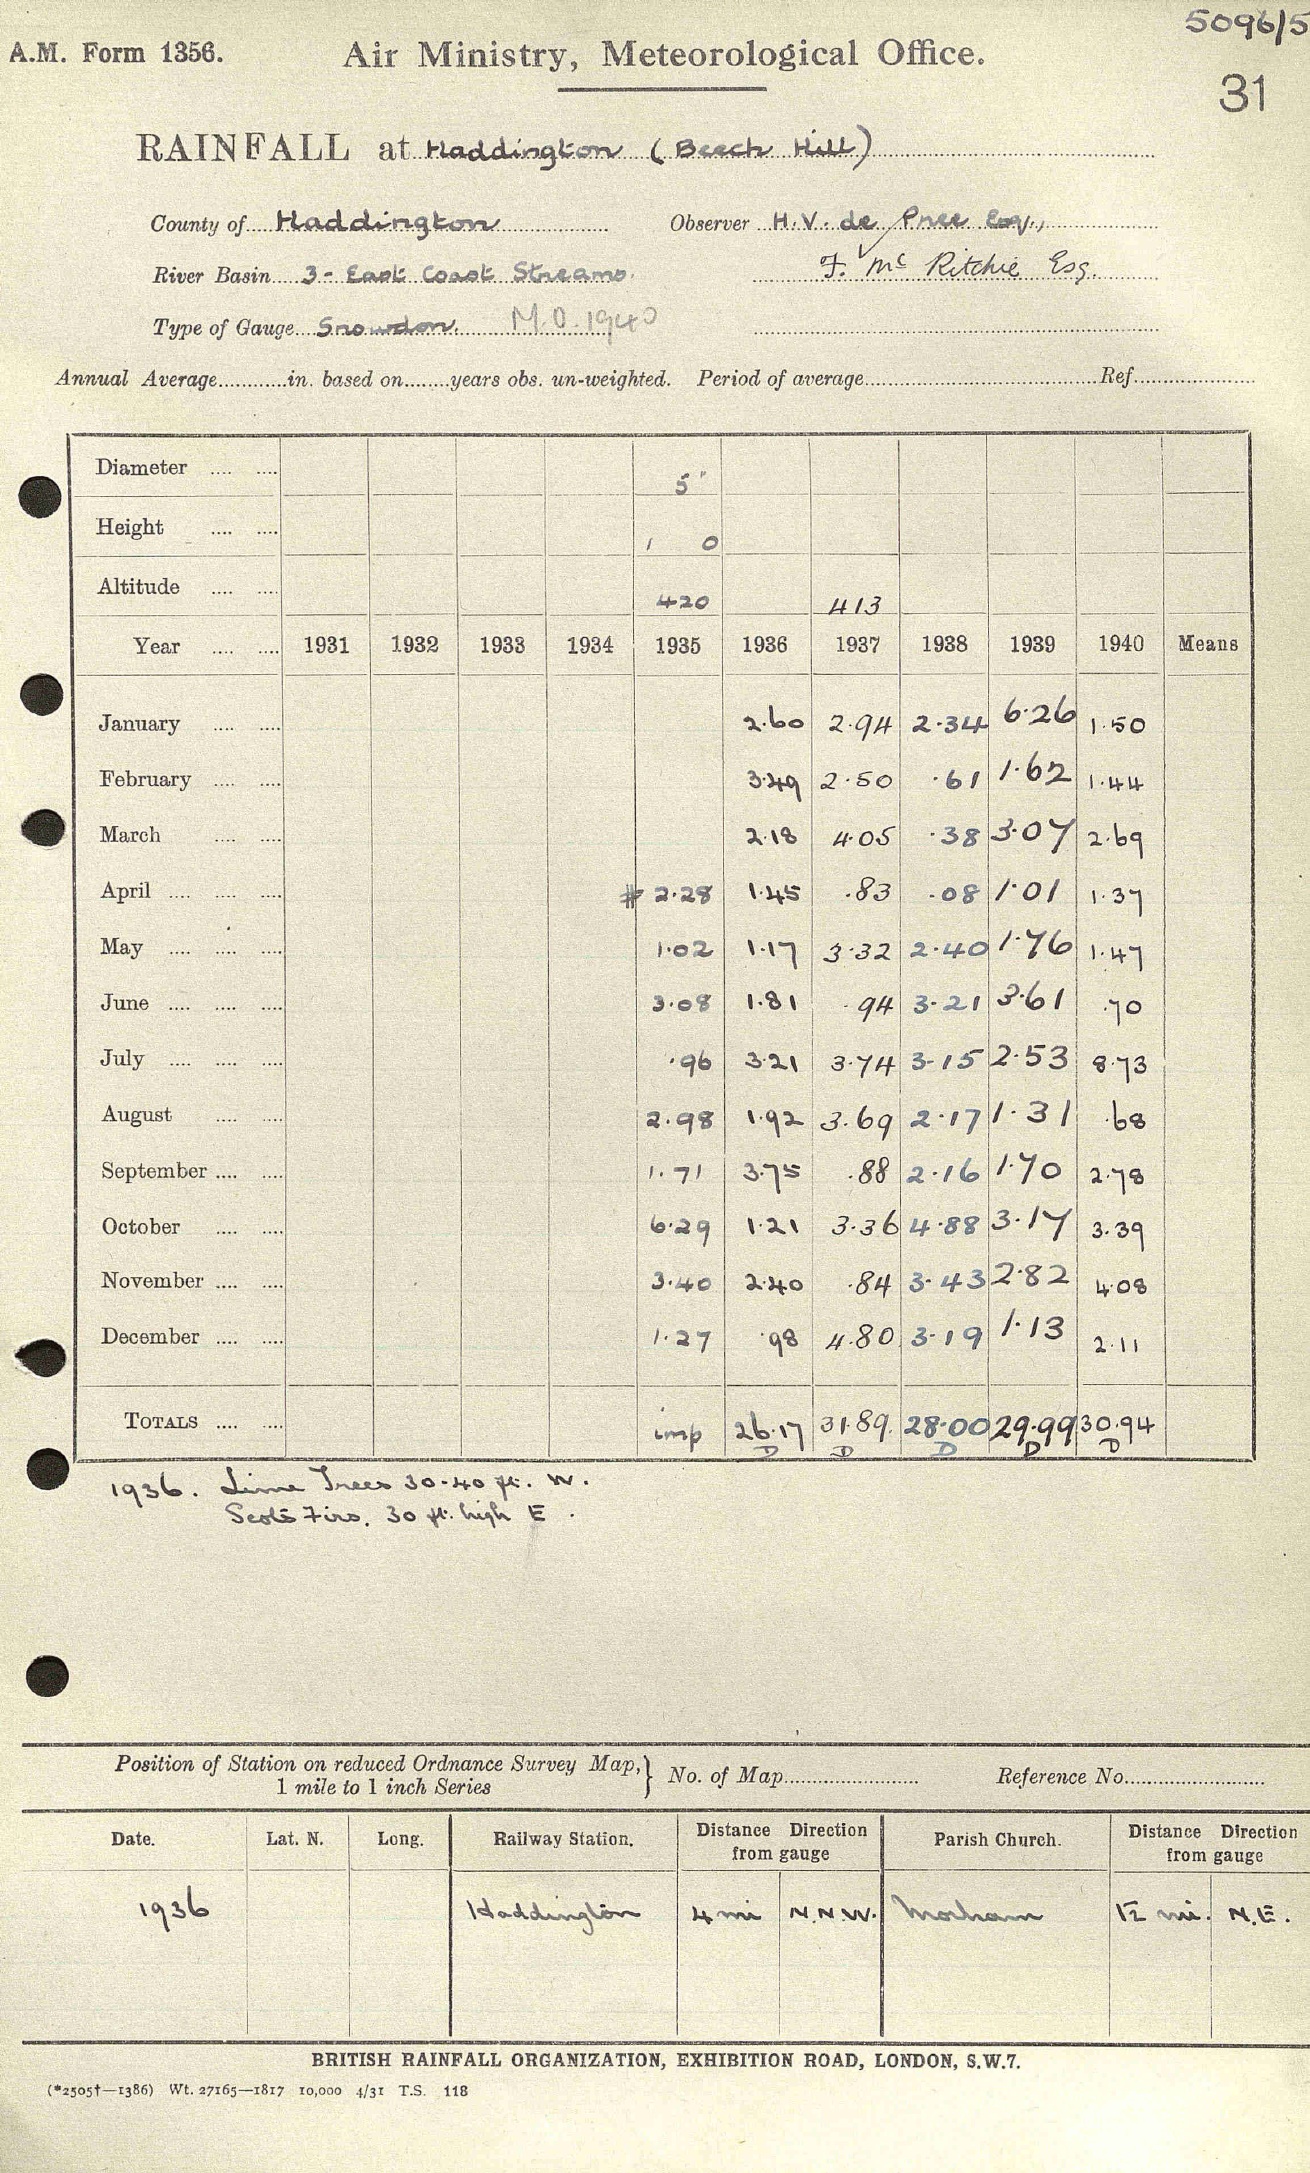 5096/5
A.M. Form 1356. Air Ministry, Meteorological Office.
31
RAINFALL at Haddington (Beech Hill)
County of Haddington Observer H.V. de Pree Esq.,
River Basin 3- East Coast Streams. F. Mc Ritchie Esq.
Type of Gauge Snowdon. M.O. 1940
Annual Average............in. based on........years obs. un-weighted. Period of average............Ref............
Diameter .... .... 5"
Height .... .... 1 0
Altitude .... .... 420 413
Year .... .... 1931 1932 1933 1934 1935 1936 1937 1938 1939 1940 Means
January .... .... 2.60 2.94 2.34 6.26 1.50
February .... .... 3.49 2.50 .61 1.62 1.44
March .... .... 2.18 4.05 .38 3.07 2.69
April .... .... .... # 2.28 1.45 .83 .08 1.01 1.37
May .... .... .... 1.02 1.17 3.32 2.40 1.76 1.47
June .... .... .... 3.08 1.81 .94 3.21 3.61 .70
July .... .... .... .96 3.21 3.74 3.15 2.53 8.73
August .... .... 2.98 1.92 3.69 2.17 1.31 .68
September .... .... 1.71 3.75 .88 2.16 1.70 2.78
October .... .... 6.29 1.21 3.36 4.88 3.17 3.39
November .... .... 3.40 2.40 .84 3.43 2.82 4.08
December .... .... 1.27 .98 4.80 3.19 1.13 2.11
TOTALS .... .... imp 26.17 31.89 28.00 29.99 30.94
D D D D D
1936. Lime Trees 30-40 ft. W.
Scots Firs. 30 ft. high E.
Position of Station on reduced Ordnance Survey Map,} No. of Map............ Reference No............
1 mile to 1 inch Series
Date. Lat. N. Long. Railway Station. Distance Direction from gauge Parish Church. Distance Direction from gauge
1936 Haddington 4 mi N.N.W. Morham 1½ mi. N.E.
BRITISH RAINFALL ORGANIZATION, EXHIBITION ROAD, LONDON, S.W.7.
(*2505†—1386) Wt. 27165—1817 10,000 4/31 T.S. 118